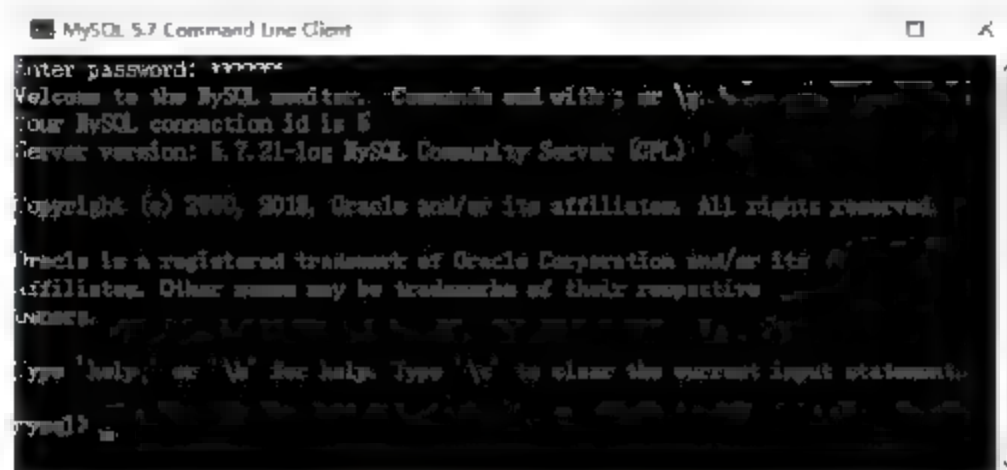 MySQL 5.7 Command Line Client
Enter password: *******
Welcome to the MySQL monitor.  Commands end with ; or \g.
Your MySQL connection id is
Server version: 5.7.21-log MySQL Community Server (GPL)
Copyright (c) 2000, 2018, Oracle and/or its affiliates. All rights reserved.
Oracle is a registered trademark of Oracle Corporation and/or its
affiliates. Other names may be trademarks of their respective
owners.
Type 'help;' or '\h' for help. Type '\c' to clear the current input statement.
mysql>